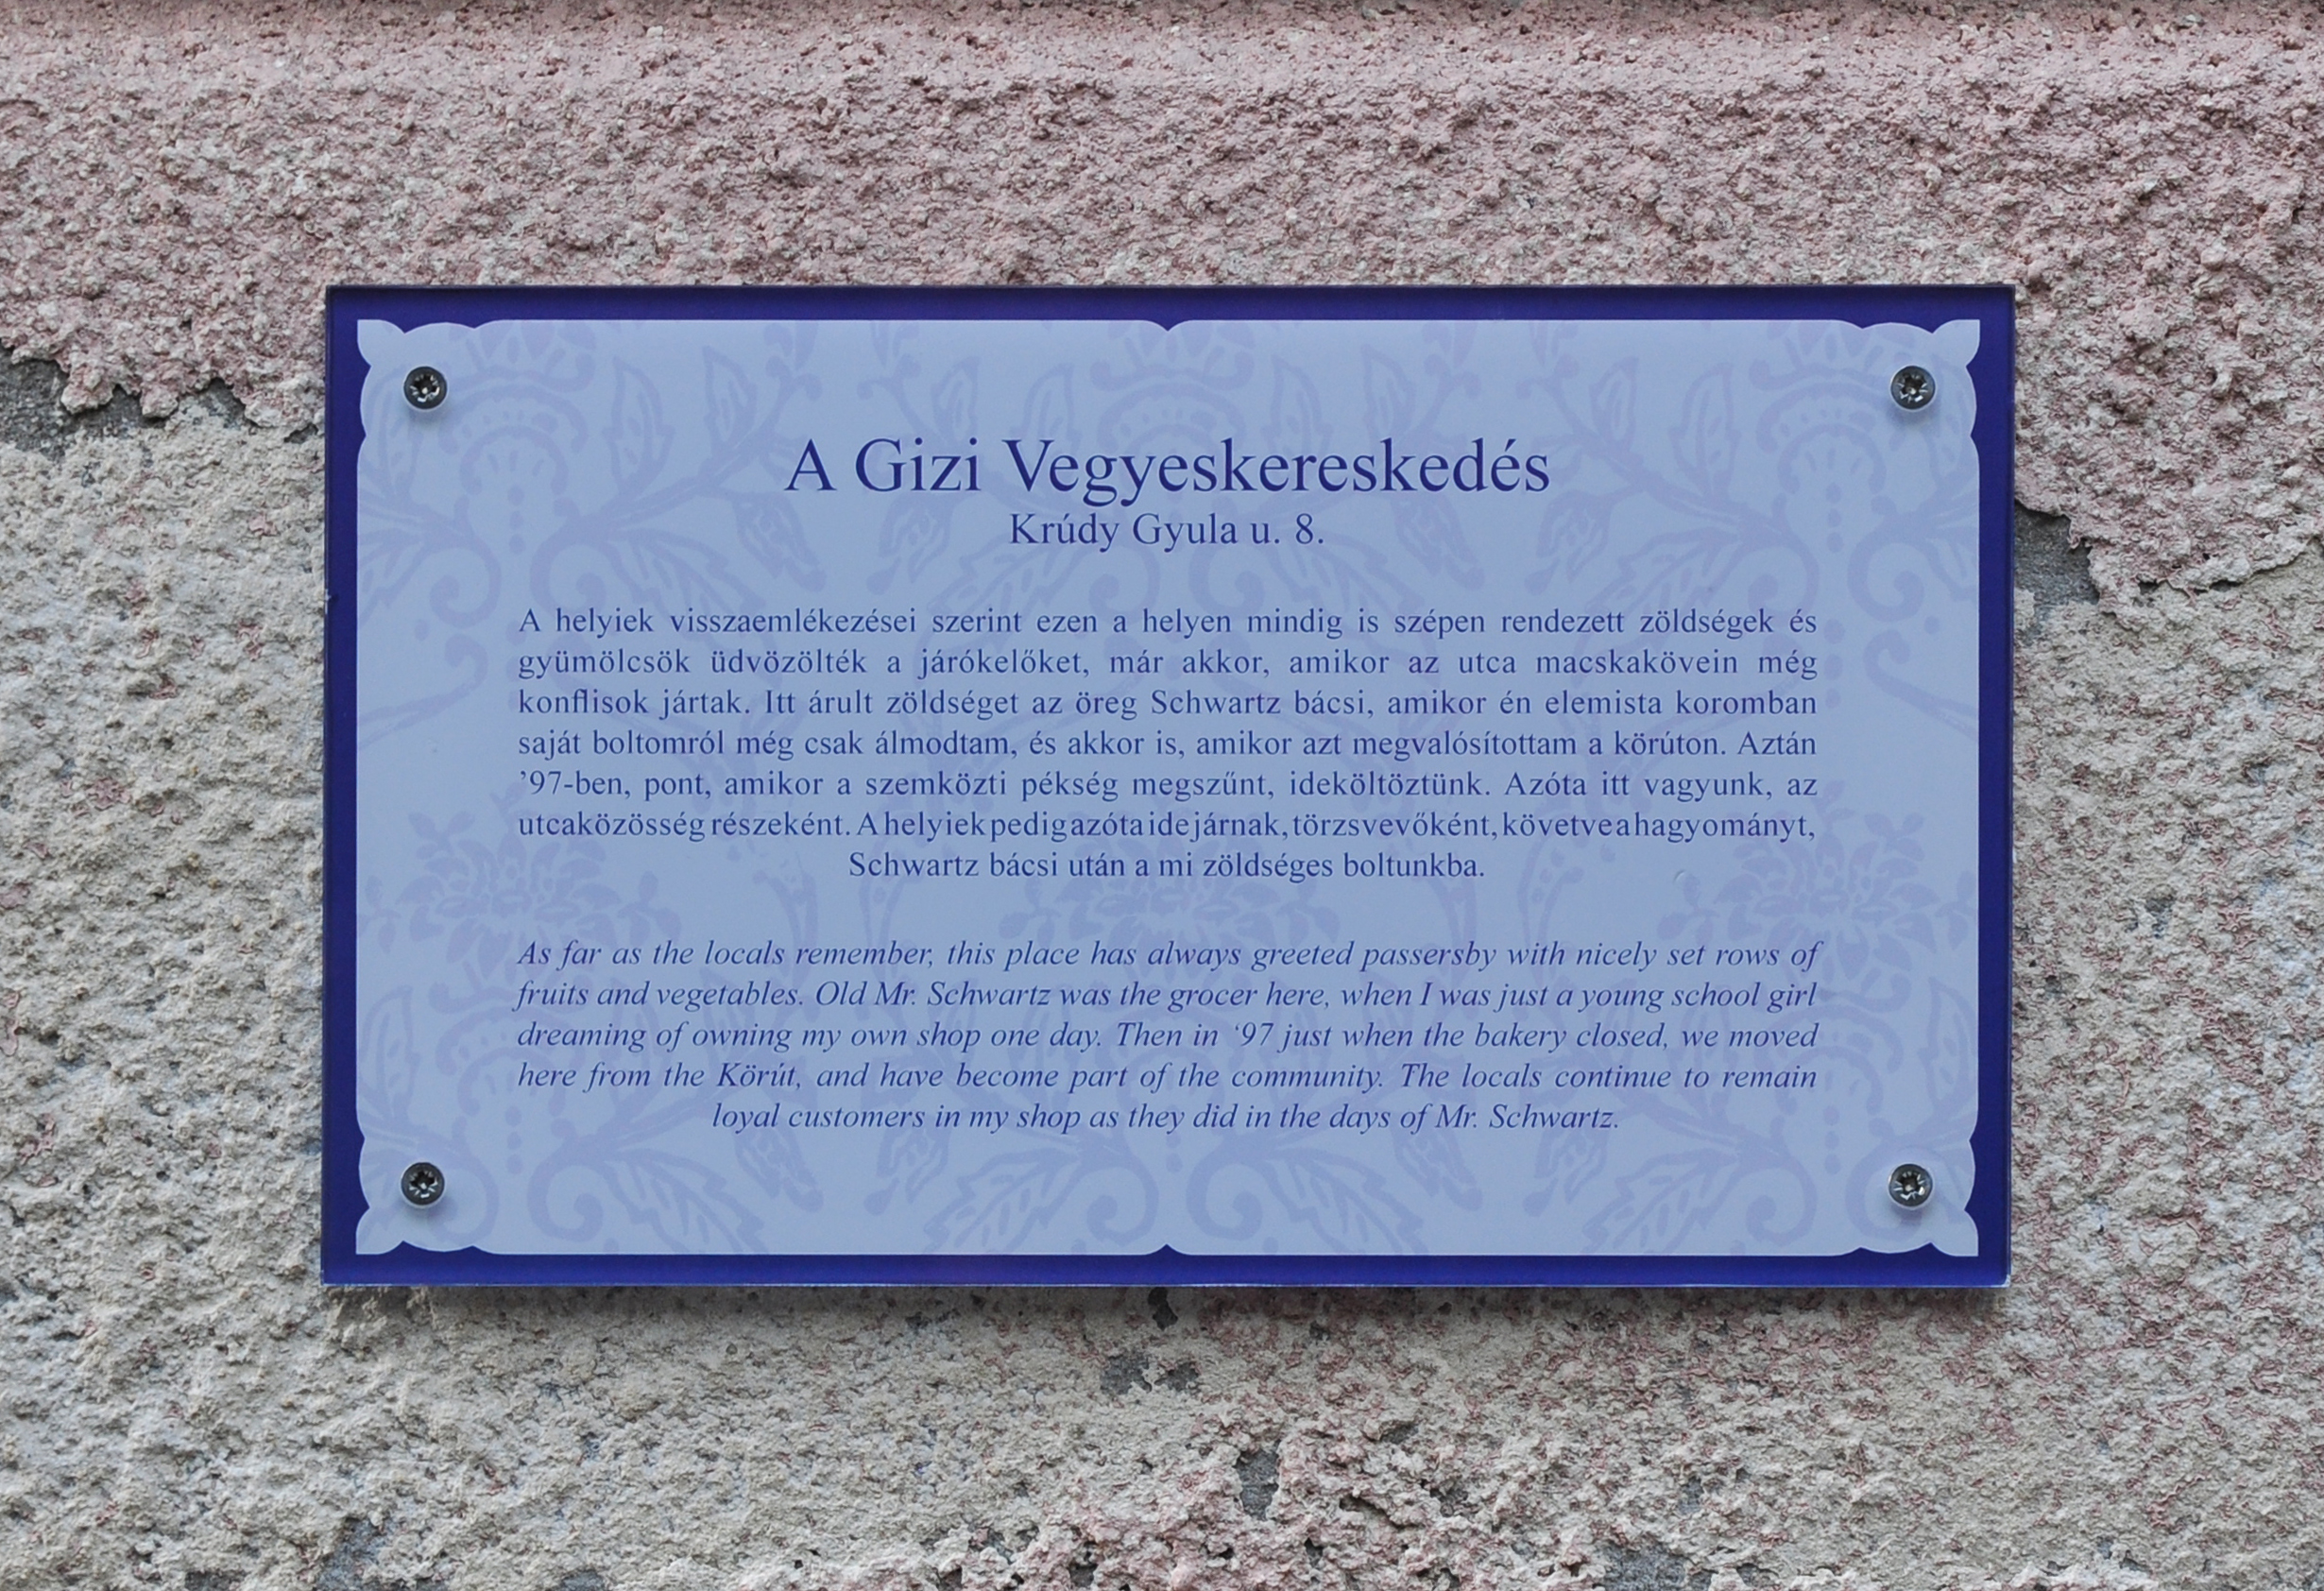 A Gizi Vegyeskereskedés
Krúdy Gyula u. 8.
A helyiek visszaemlékezései szerint ezen a helyen mindig is szépen rendezett zöldségek és
gyümölcsök üdvözölték a járókelőket, már akkor, amikor az utca macskakövein még
konflisok jártak. Itt árult zöldséget az öreg Schwartz bácsi, amikor én elemista koromban
saját boltomról még csak álmodtam, és akkor is, amikor azt megvalósítottam a körúton. Aztán
’97-ben, pont, amikor a szemközti pékség megszűnt, ideköltöztünk. Azóta itt vagyunk, az
utcaközösség részeként. A helyiek pedig azóta ide járnak, törzsvevőként, követve a hagyományt,
Schwartz bácsi után a mi zöldséges boltunkba.
As far as the locals remember, this place has always greeted passersby with nicely set rows of
fruits and vegetables. Old Mr. Schwartz was the grocer here, when I was just a young school girl
dreaming of owning my own shop one day. Then in ‘97 just when the bakery closed, we moved
here from the Körút, and have become part of the community. The locals continue to remain
loyal customers in my shop as they did in the days of Mr. Schwartz.